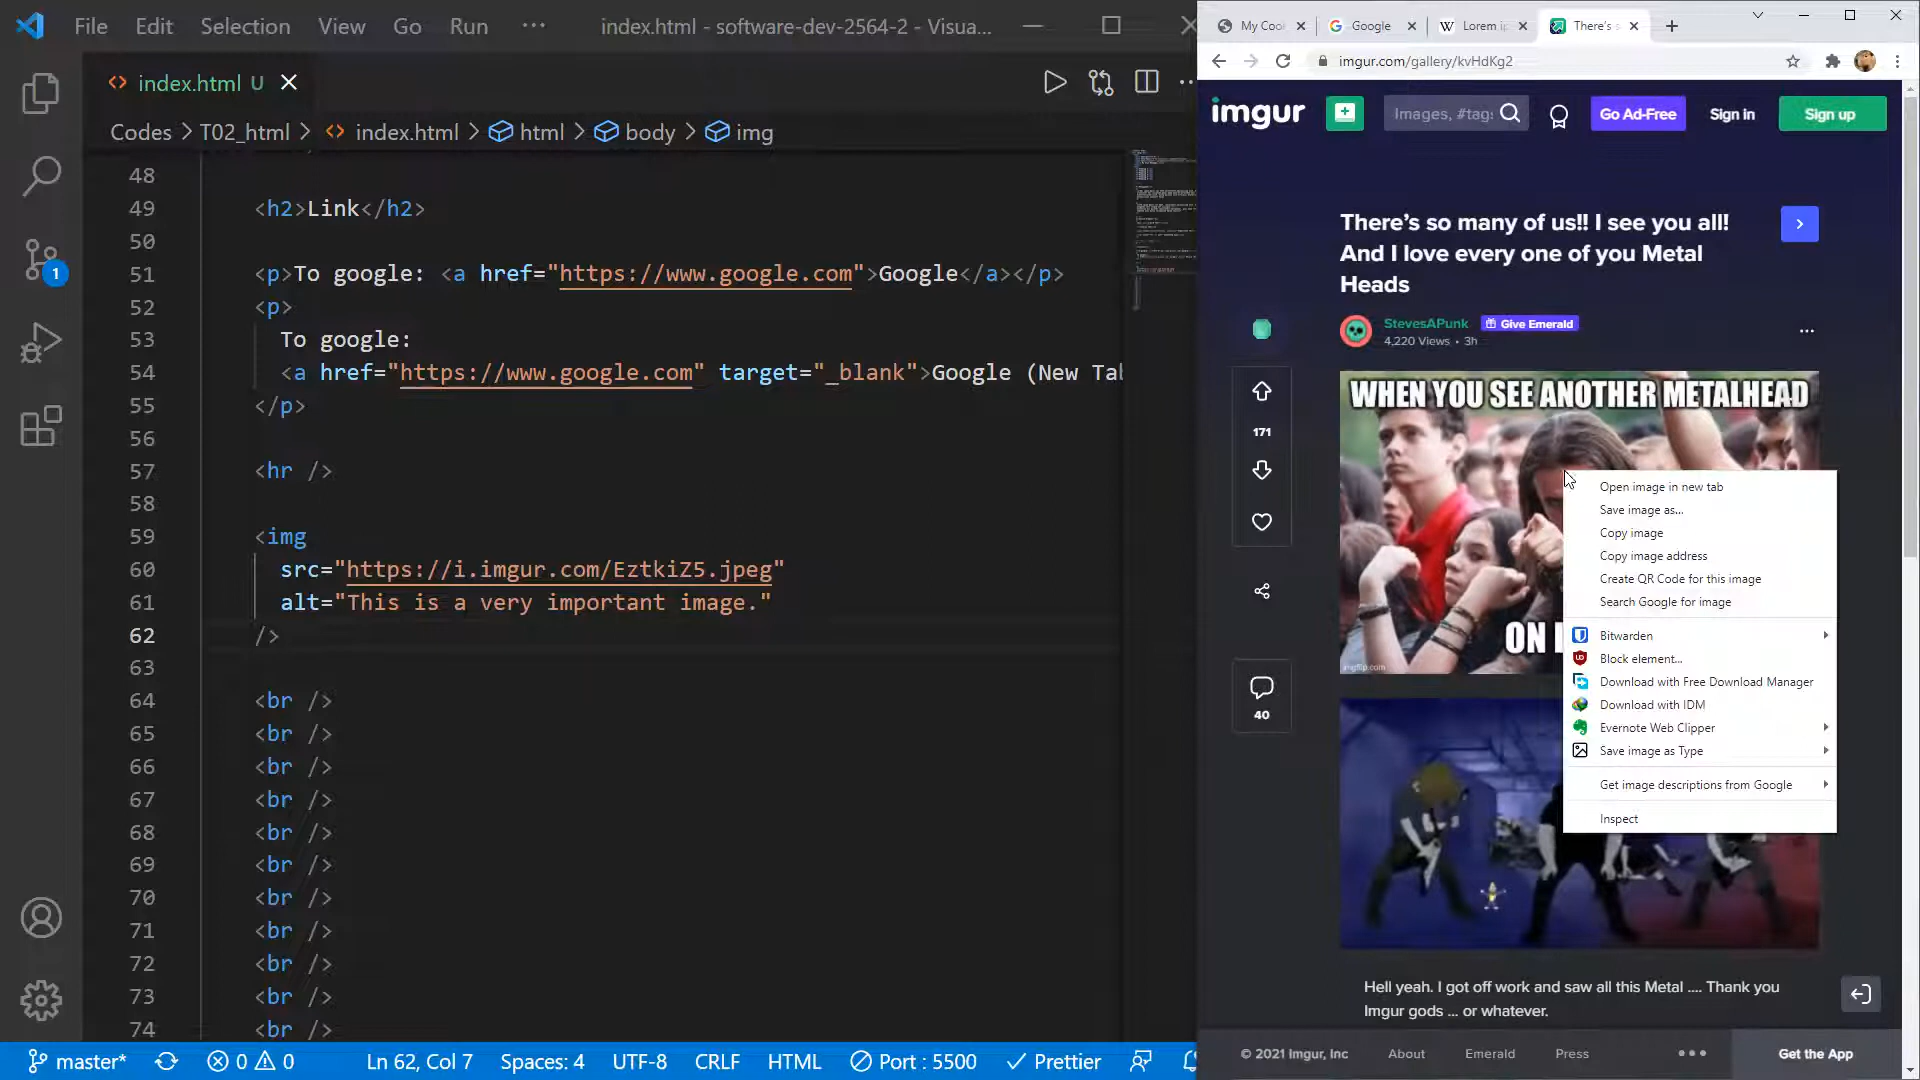 File Edit Selection View Go Run ··· index.html - software-dev-2564-2 - Visua...
index.html U
Codes > T02_html > index.html > html > body > img
48
49 <h2>Link</h2>
50
51 <p>To google: <a href="https://www.google.com">Google</a></p>
52 <p>
53 To google:
54 <a href="https://www.google.com" target="_blank">Google (New Tab
55 </p>
56
57 <hr />
58
59 <img
60 src="https://i.imgur.com/EztkiZ5.jpeg"
61 alt="This is a very important image."
62 />
63
64 <br />
65 <br />
66 <br />
67 <br />
68 <br />
69 <br />
70 <br />
71 <br />
72 <br />
73 <br />
74 <br />
1
master* 0 0 Ln 62, Col 7 Spaces: 4 UTF-8 CRLF HTML Port : 5500 Prettier
My Coo Google Lorem ip There's s
imgur.com/gallery/kvHdKg2
imgur Images, #tags Go Ad-Free Sign in Sign up
There's so many of us!! I see you all!
And I love every one of you Metal
Heads
StevesAPunk Give Emerald
4,220 Views • 3h
171
40
WHEN YOU SEE ANOTHER METALHEAD
ON I
imgflip.com
Open image in new tab
Save image as...
Copy image
Copy image address
Create QR Code for this image
Search Google for image
Bitwarden
Block element...
Download with Free Download Manager
Download with IDM
Evernote Web Clipper
Save image as Type
Get image descriptions from Google
Inspect
Hell yeah. I got off work and saw all this Metal .... Thank you
Imgur gods ... or whatever.
© 2021 Imgur, Inc About Emerald Press ••• Get the App